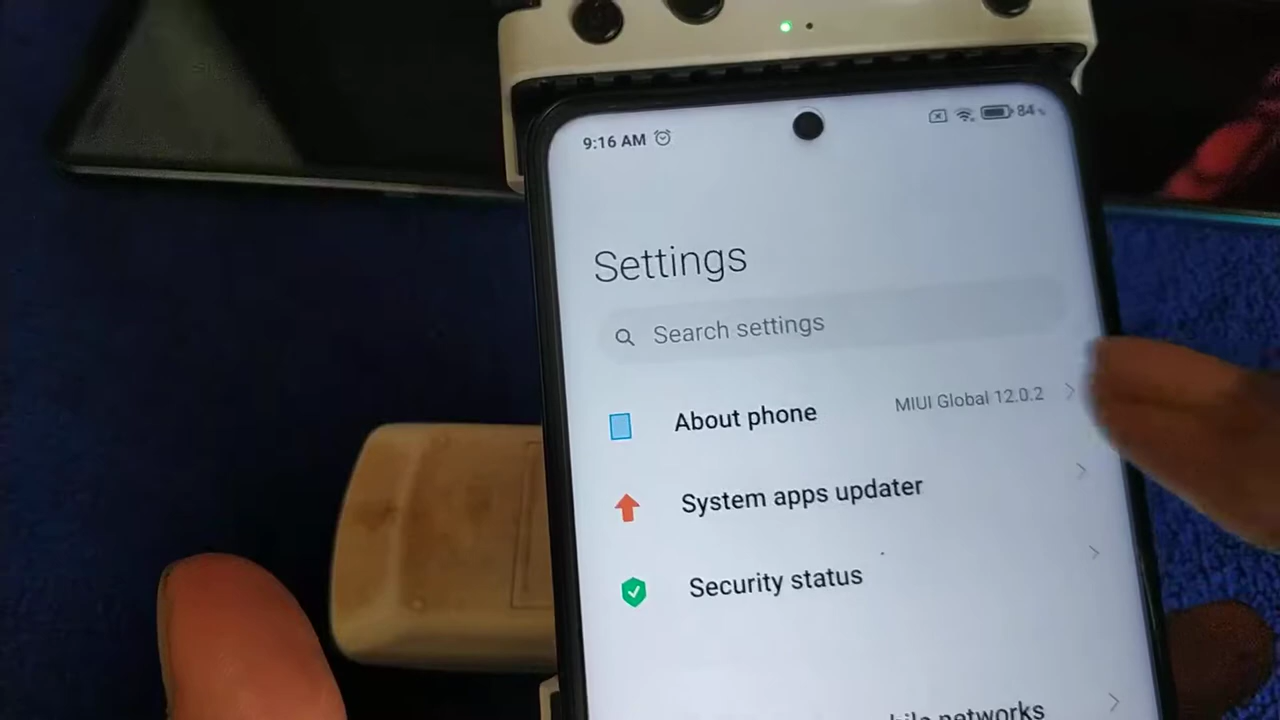 9:16 AM 84%
Settings
Search settings
About phone MIUI Global 12.0.2
System apps updater
Security status
networks